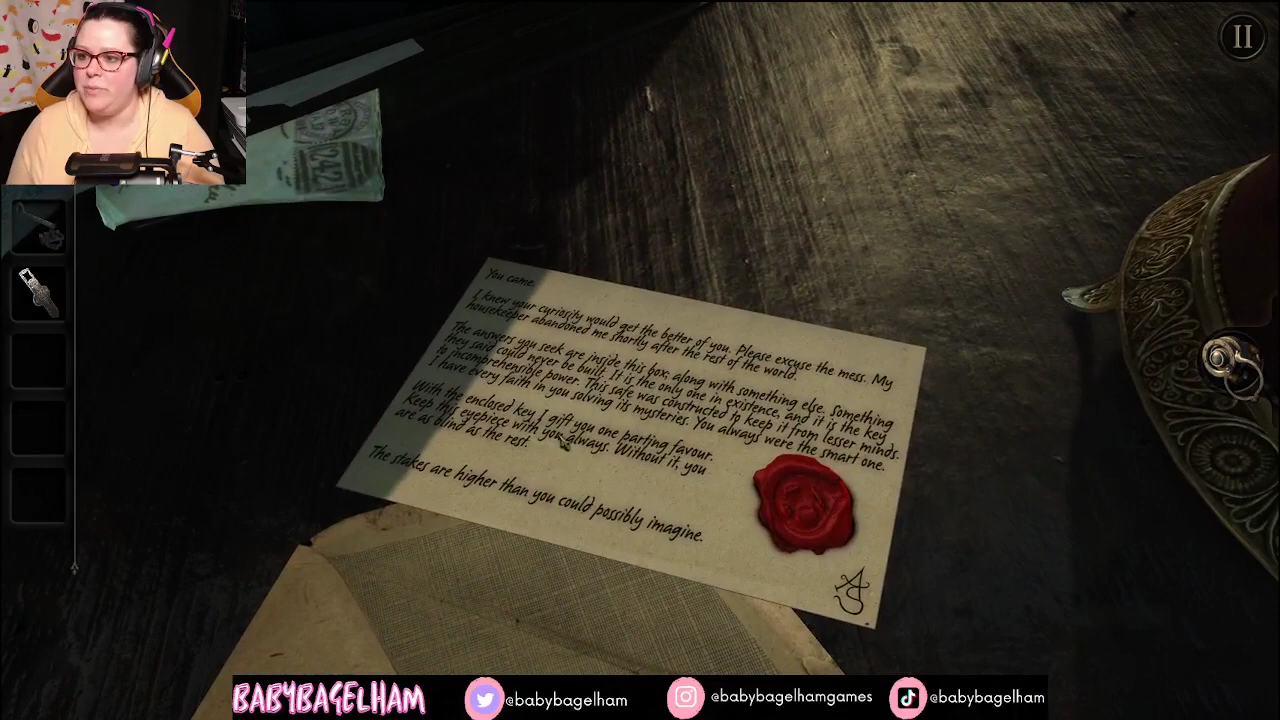 You came.
I knew your curiosity would get the better of you. Please excuse the mess. My
housekeeper abandoned me shortly after the rest of the world.
The answers you seek are inside this box, along with something else. Something
they said could never be built. It is the only one in existence, and it is the key
to incomprehensible power. This safe was constructed to keep it from lesser minds.
I have every faith in you solving its mysteries. You always were the smart one.
With the enclosed key I gift you one parting favour.
Keep this eyepiece with you always. Without it, you
are as blind as the rest.
The stakes are higher than you could possibly imagine.
AS
BABYBAGELHAM
@babybagelham
@babybagelhamgames
@babybagelham